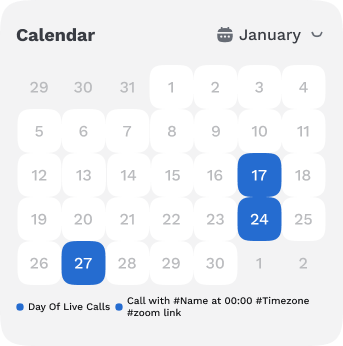 Calendar January
29 30 31 1 2 3 4
5 6 7 8 9 10 11
12 13 14 15 16 17 18
19 20 21 22 23 24 25
26 27 28 29 30 1 2
Day Of Live Calls Call with #Name at 00:00 #Timezone
#zoom link